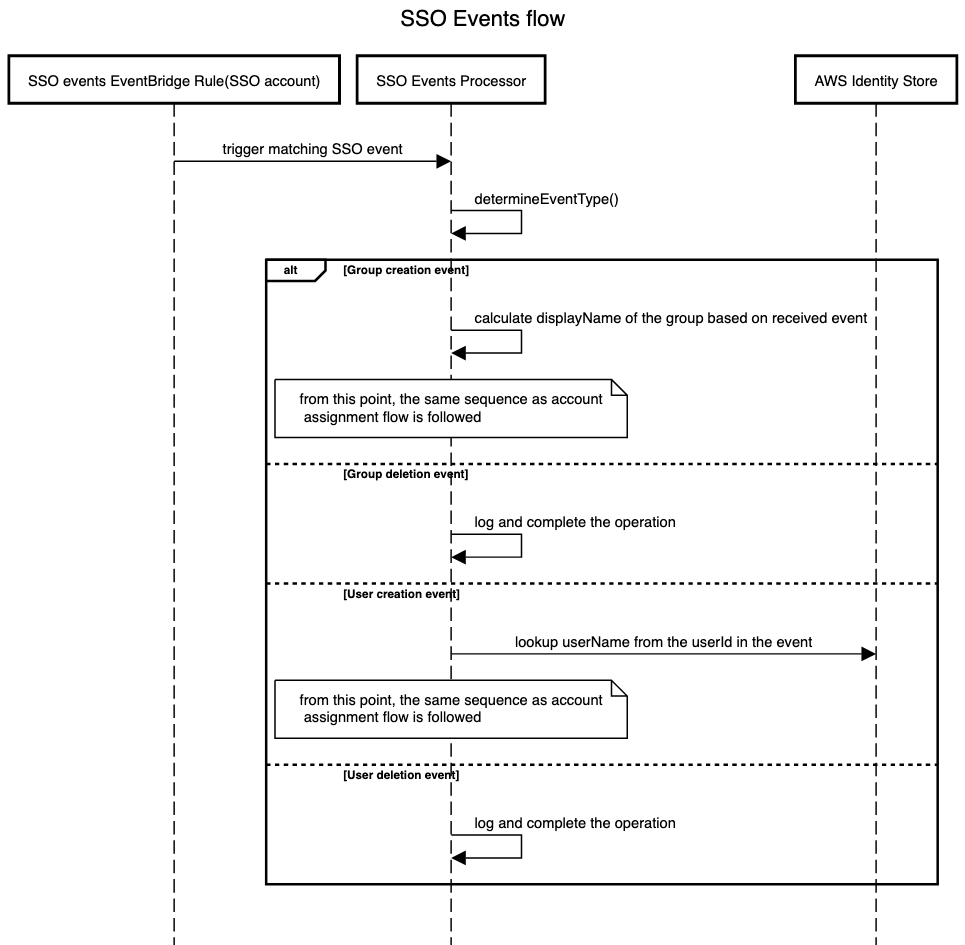 SSO Events flow
SSO events EventBridge Rule(SSO account)
SSO Events Processor
AWS Identity Store
trigger matching SSO event
determineEventType()
alt
[Group creation event]
calculate displayName of the group based on received event
from this point, the same sequence as account
assignment flow is followed
[Group deletion event]
log and complete the operation
[User creation event]
lookup userName from the userId in the event
from this point, the same sequence as account
assignment flow is followed
[User deletion event]
log and complete the operation